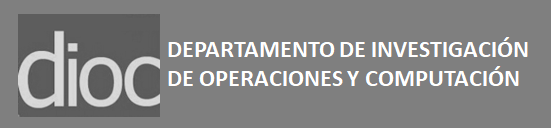 dioc
DEPARTAMENTO DE INVESTIGACIÓN
DE OPERACIONES Y COMPUTACIÓN